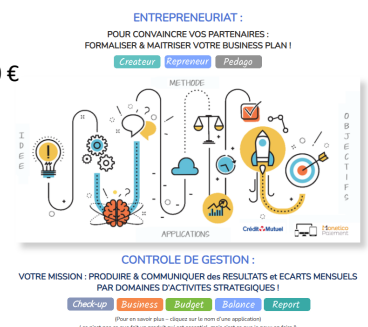 ENTREPRENEURIAT :
POUR CONVAINCRE VOS PARTENAIRES :
FORMALISER & MAITRISER VOTRE BUSINESS PLAN !
Créateur Repreneur Pedago
€
METHODE
IDEE
OBJECTIFS
APPLICATIONS
Crédit Mutuel
Monetico Paiement
CONTROLE DE GESTION :
VOTRE MISSION : PRODUIRE & COMMUNIQUER des RESULTATS et ECARTS MENSUELS
PAR DOMAINES D'ACTIVITES STRATEGIQUES !
Check-up Business Budget Balance Report
(Pour en savoir plus - cliquez sur le nom d'une application)